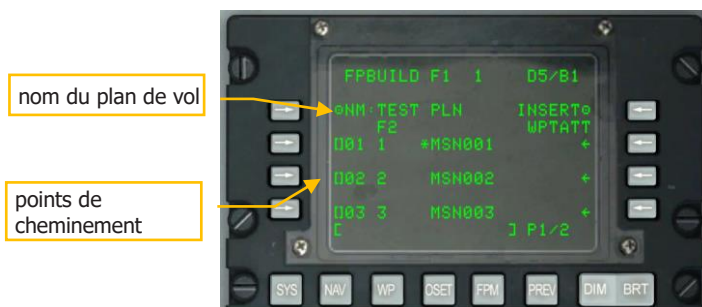 nom du plan de vol
points de
cheminement
FPBUILD F1 1 D5/B1
⊙NM:TEST PLN INSERT⊙
F2 WPTATT
[]01 1 *MSN001 ←
[]02 2 MSN002 ←
[]03 3 MSN003 ←
[ ] P1/2
SYS NAV WP OSET FPM PREV DIM BRT